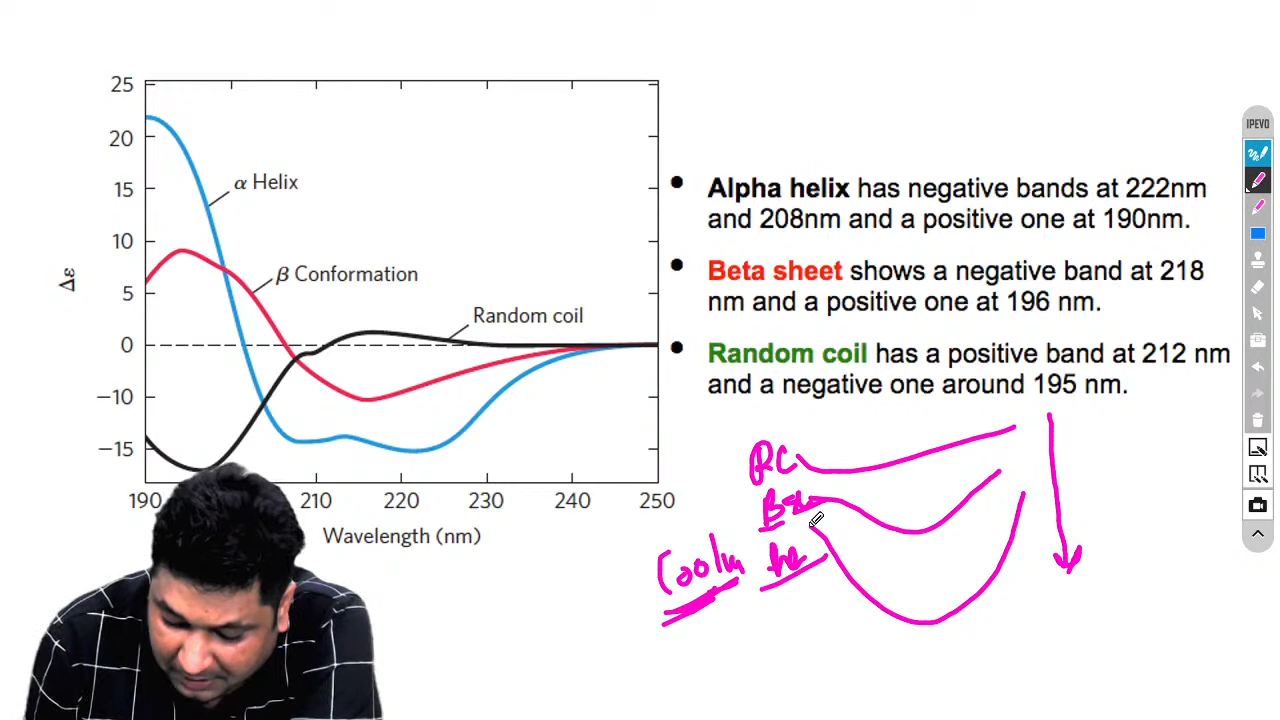 25
20
15
10
5
0
−10
−15
Δε
α Helix
β Conformation
Random coil
190
210
220
230
240
250
Wavelength (nm)
Alpha helix has negative bands at 222nm
and 208nm and a positive one at 190nm.
Beta sheet shows a negative band at 218
nm and a positive one at 196 nm.
Random coil has a positive band at 212 nm
and a negative one around 195 nm.
RC
IPEVO